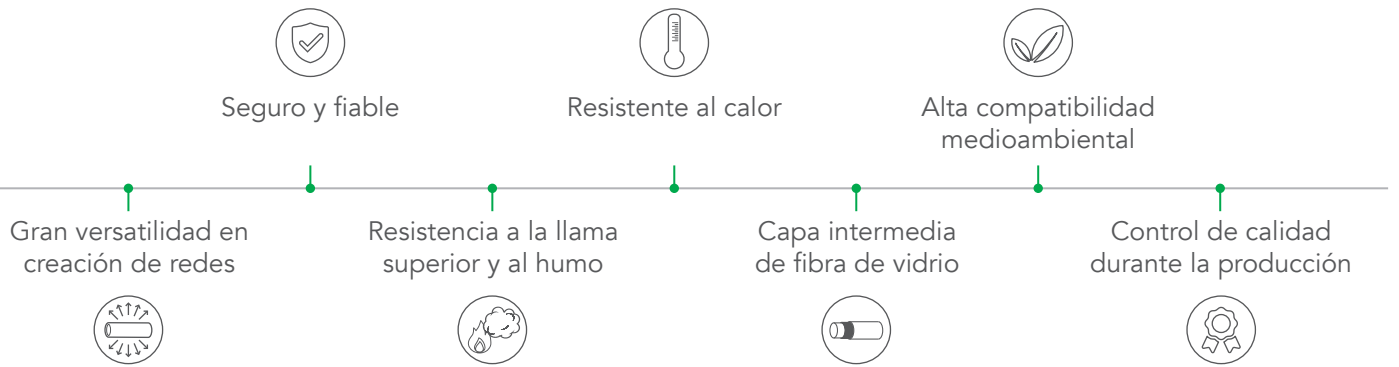 Seguro y fiable
Resistente al calor
Alta compatibilidad
medioambiental
Gran versatilidad en
creación de redes
Resistencia a la llama
superior y al humo
Capa intermedia
de fibra de vidrio
Control de calidad
durante la producción